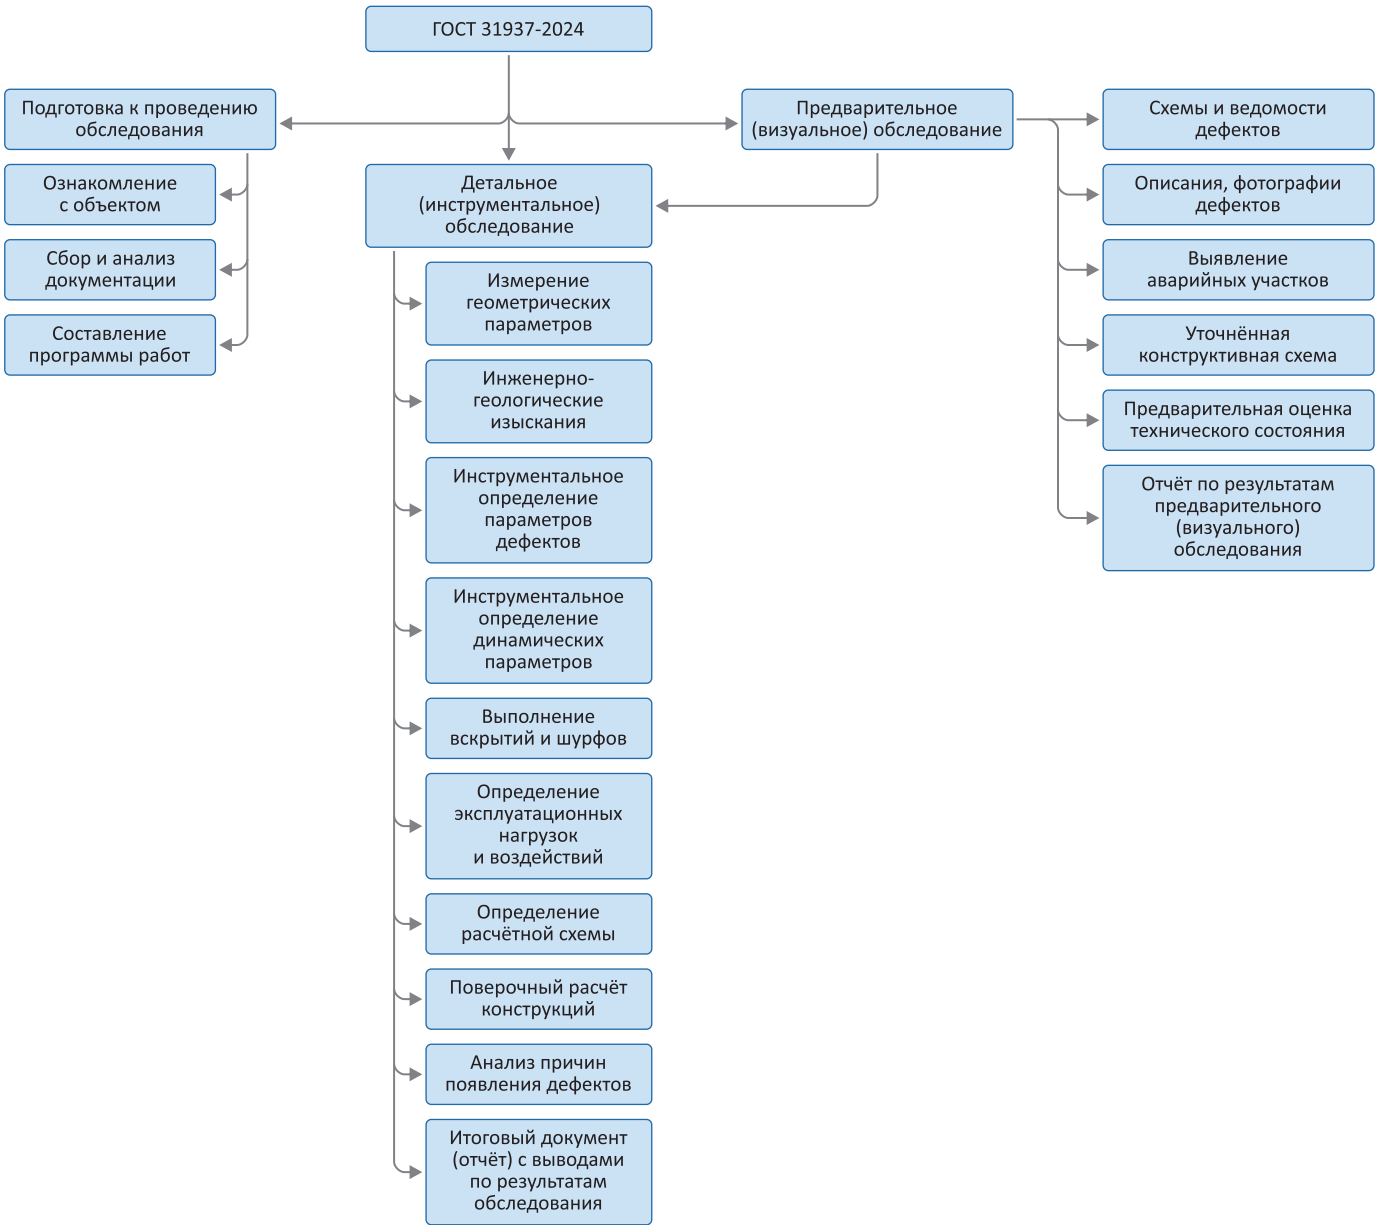 ГОСТ 31937-2024
Подготовка к проведению
обследования
Ознакомление
с объектом
Сбор и анализ
документации
Составление
программы работ
Детальное
(инструментальное)
обследование
Измерение
геометрических
параметров
Инженерно-
геологические
изыскания
Инструментальное
определение
параметров
дефектов
Инструментальное
определение
динамических
параметров
Выполнение
вскрытий и шурфов
Определение
эксплуатационных
нагрузок
и воздействий
Определение
расчётной схемы
Поверочный расчёт
конструкций
Анализ причин
появления дефектов
Итоговый документ
(отчёт) с выводами
по результатам
обследования
Предварительное
(визуальное) обследование
Схемы и ведомости
дефектов
Описания, фотографии
дефектов
Выявление
аварийных участков
Уточнённая
конструктивная схема
Предварительная оценка
технического состояния
Отчёт по результатам
предварительного
(визуального)
обследования